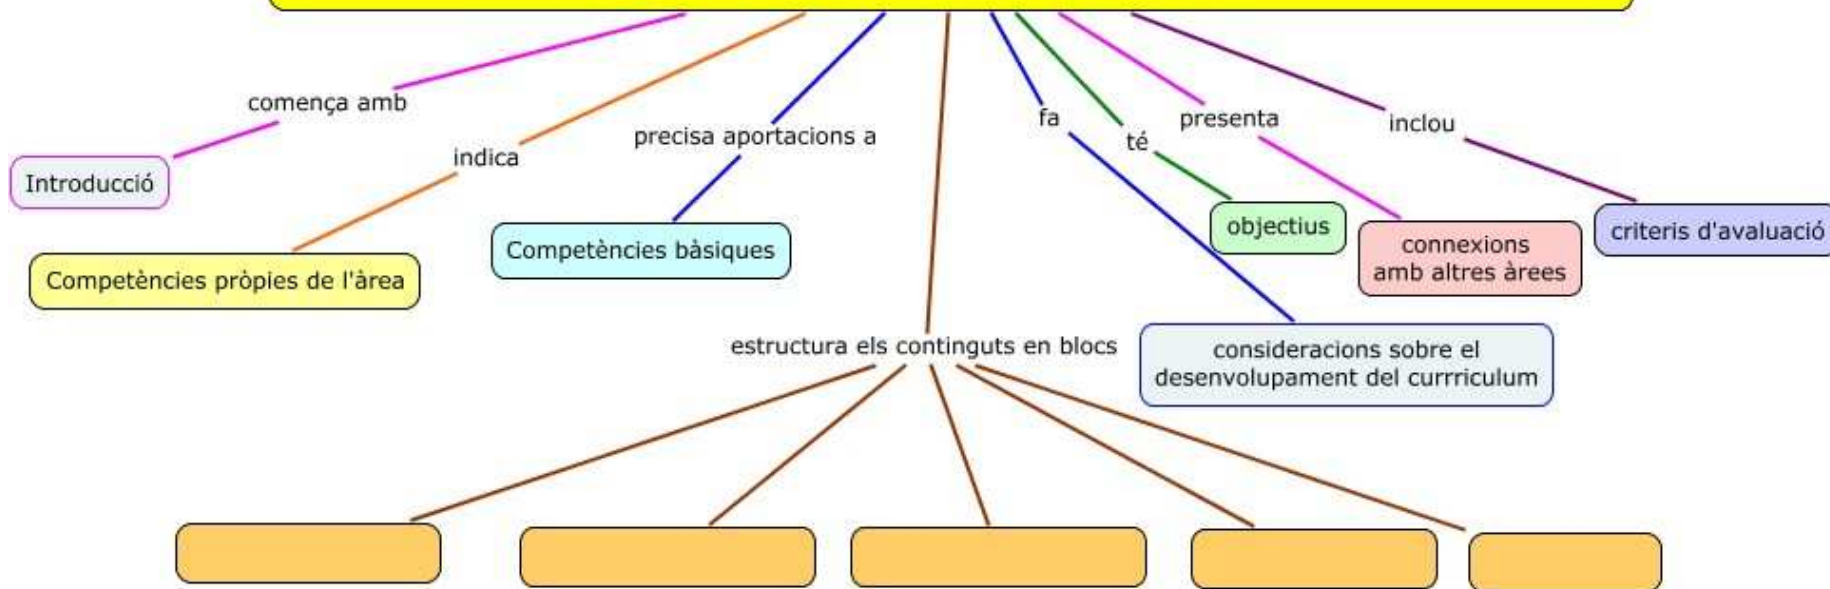 comença amb
Introducció
indica
Competències pròpies de l'àrea
precisa aportacions a
Competències bàsiques
estructura els continguts en blocs
fa
consideracions sobre el
desenvolupament del currriculum
té
objectius
presenta
connexions
amb altres àrees
inclou
criteris d'avaluació